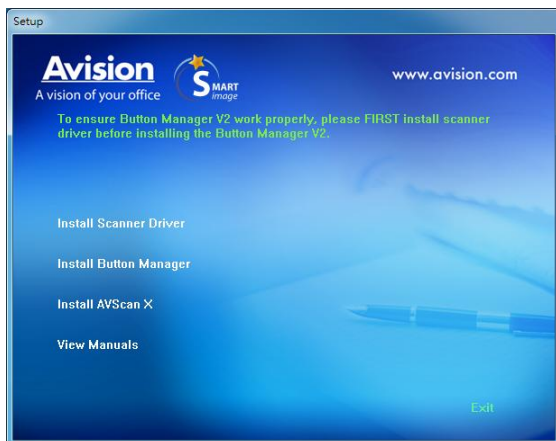 Setup
Avision
A vision of your office
SMART
image
www.avision.com
To ensure Button Manager V2 work properly, please FIRST install scanner
driver before installing the Button Manager V2.
Install Scanner Driver
Install Button Manager
Install AVScan X
View Manuals
Exit